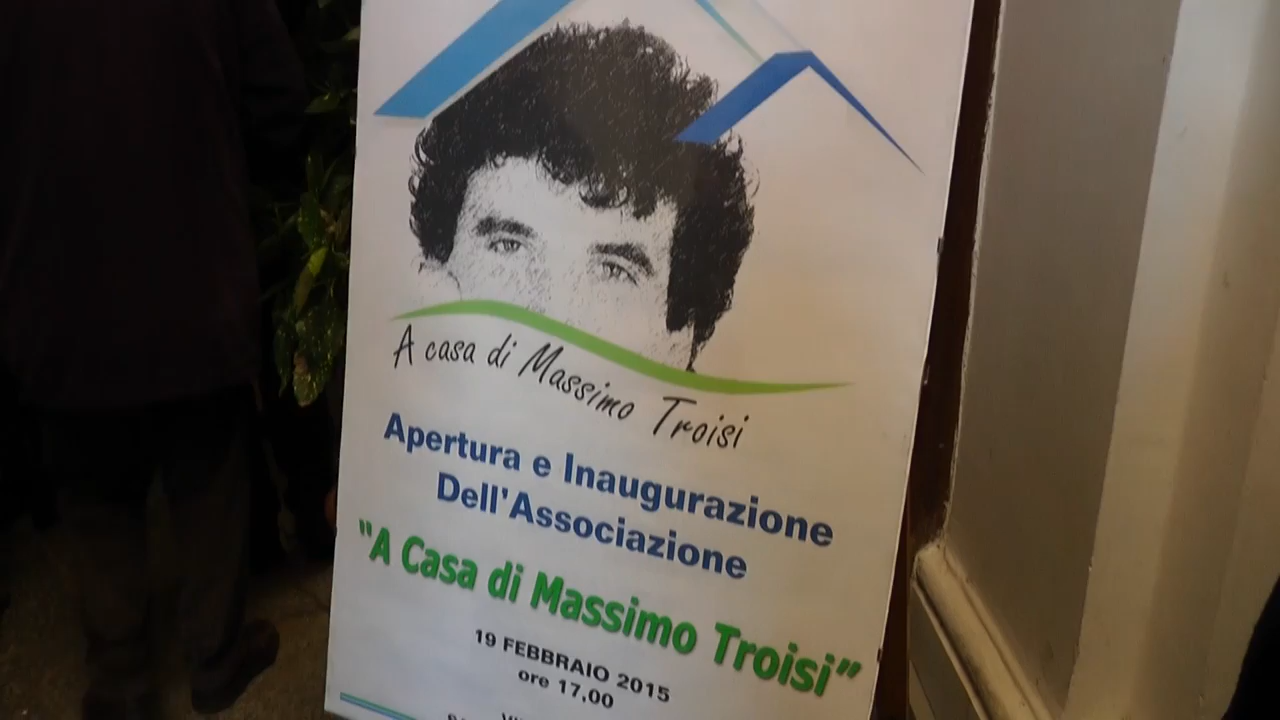 A casa di Massimo Troisi
Apertura e Inaugurazione
Dell'Associazione
"A Casa di Massimo Troisi”
19 FEBBRAIO 2015
ore 17,00